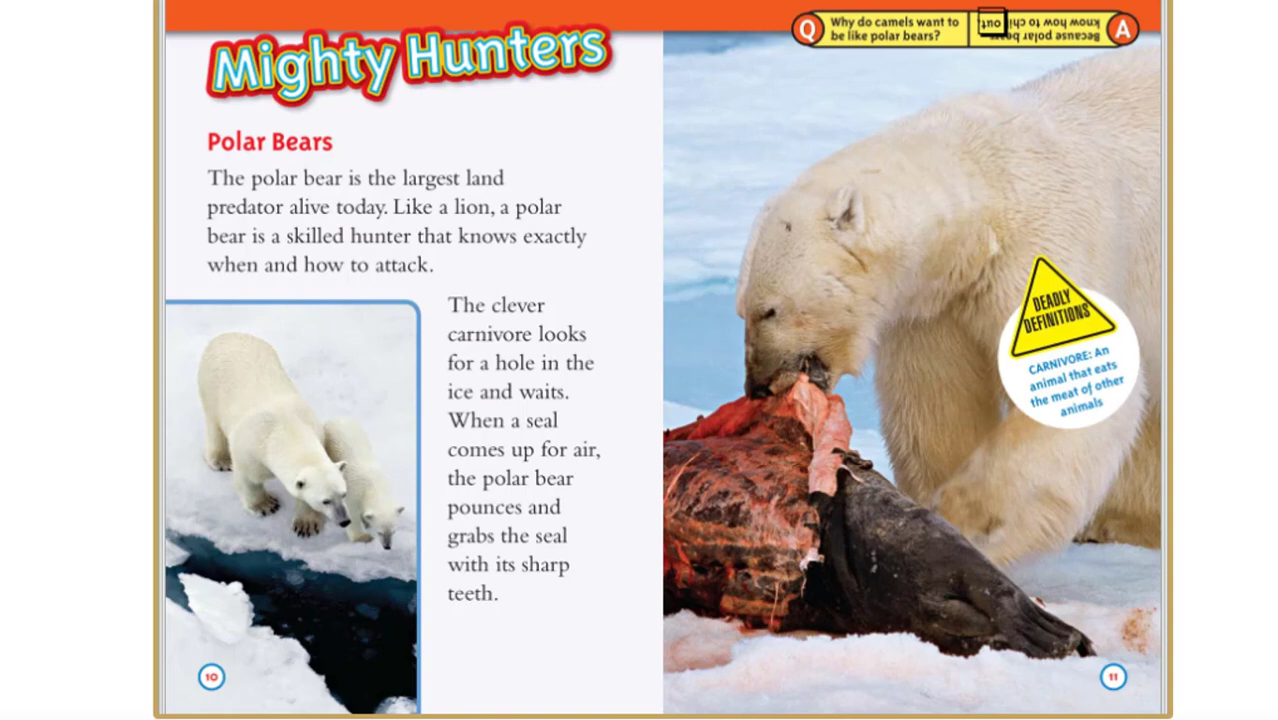 Mighty Hunters
Q
Why do camels want to
be like polar bears?
Because polar
know how to chill out
A
Polar Bears
The polar bear is the largest land
predator alive today. Like a lion, a polar
bear is a skilled hunter that knows exactly
when and how to attack.
The clever
carnivore looks
for a hole in the
ice and waits.
When a seal
comes up for air,
the polar bear
pounces and
grabs the seal
with its sharp
teeth.
DEADLY
DEFINITIONS
CARNIVORE: An
animal that eats
the meat of other
animals
10
11